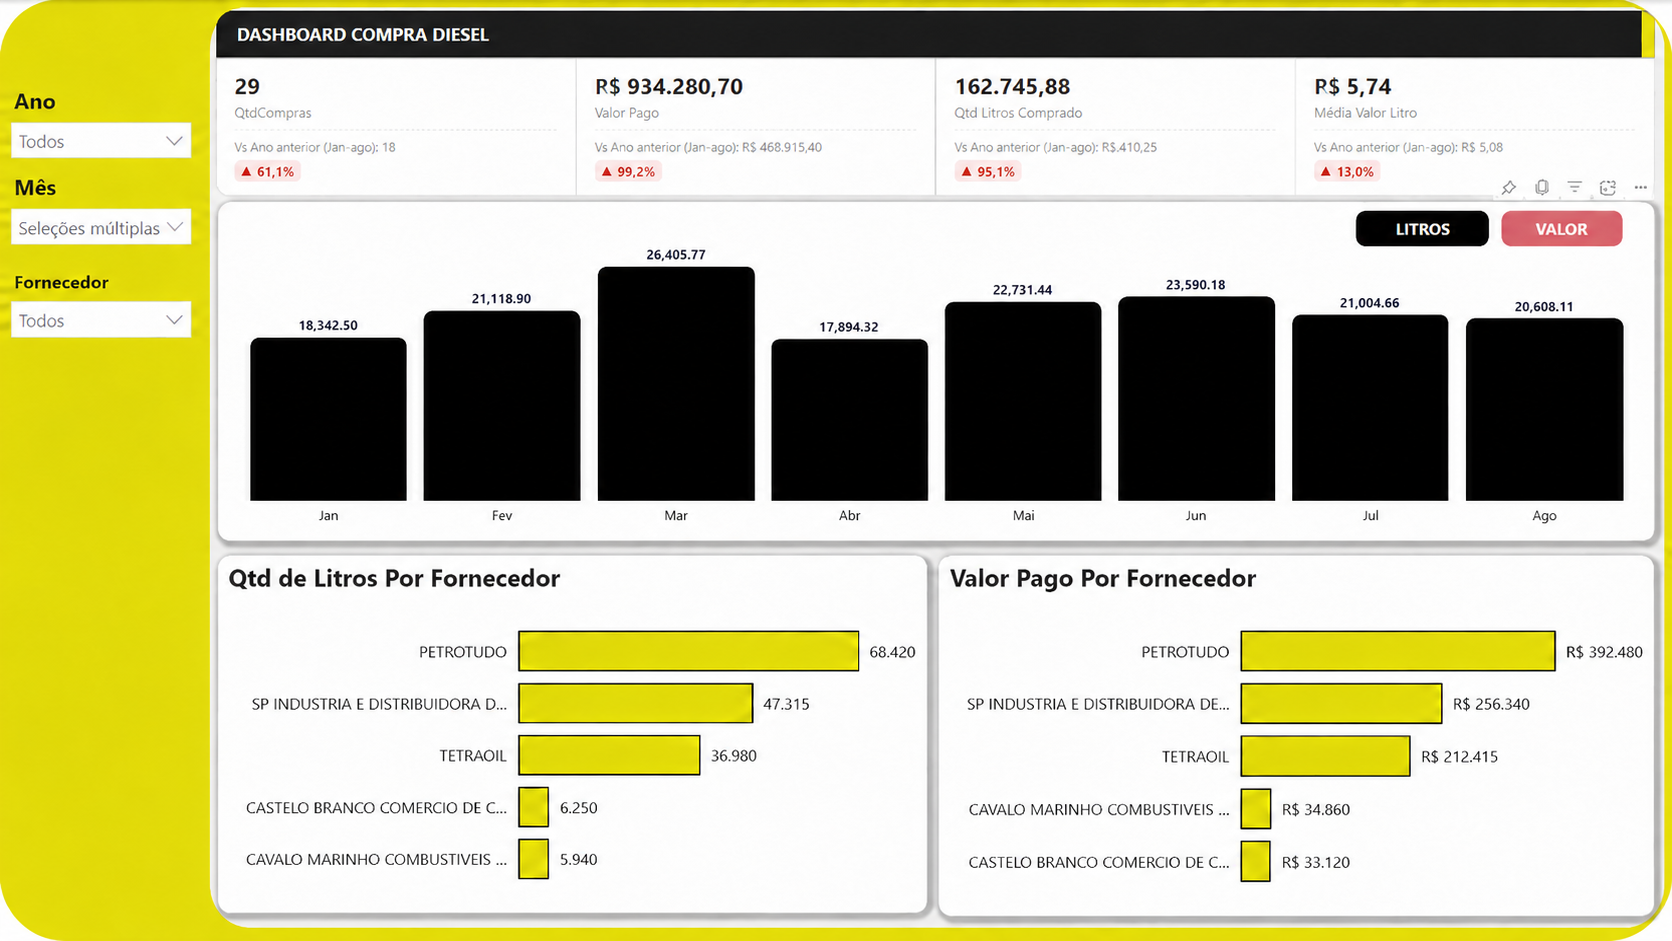 DASHBOARD COMPRA DIESEL
Ano
Todos
Mês
Seleções múltiplas
Fornecedor
Todos
29
QtdCompras
Vs Ano anterior (Jan-ago): 18
▲ 61,1%
R$ 934.280,70
Valor Pago
Vs Ano anterior (Jan-ago): R$ 468.915,40
▲ 99,2%
162.745,88
Qtd Litros Comprado
Vs Ano anterior (Jan-ago): R$.410,25
▲ 95,1%
R$ 5,74
Média Valor Litro
Vs Ano anterior (Jan-ago): R$ 5,08
▲ 13,0%
LITROS
VALOR
18,342.50
21,118.90
26,405.77
17,894.32
22,731.44
23,590.18
21,004.66
20,608.11
Jan
Fev
Mar
Abr
Mai
Jun
Jul
Ago
Qtd de Litros Por Fornecedor
PETROTUDO 68.420
SP INDUSTRIA E DISTRIBUIDORA D... 47.315
TETRAOIL 36.980
CASTELO BRANCO COMERCIO DE C... 6.250
CAVALO MARINHO COMBUSTIVEIS ... 5.940
Valor Pago Por Fornecedor
PETROTUDO R$ 392.480
SP INDUSTRIA E DISTRIBUIDORA DE... R$ 256.340
TETRAOIL R$ 212.415
CAVALO MARINHO COMBUSTIVEIS ... R$ 34.860
CASTELO BRANCO COMERCIO DE C... R$ 33.120